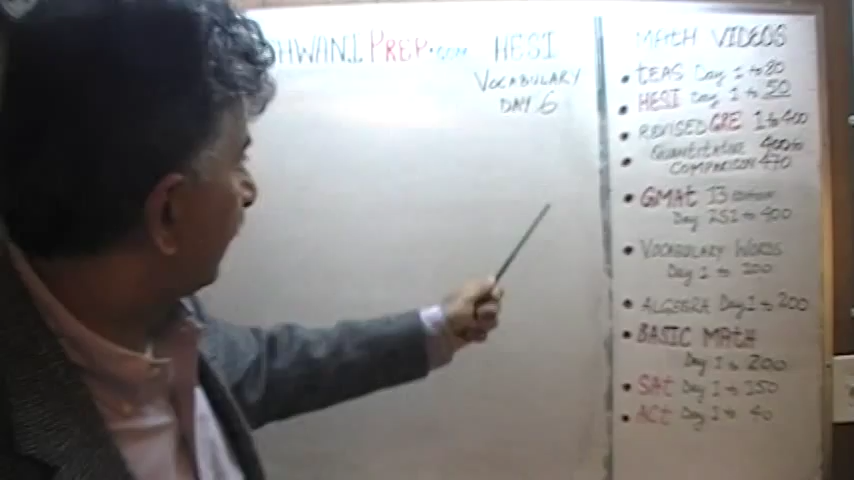 HWANI PREP.COM HESI
VOCABULARY
DAY 6
MATH VIDEOS
• TEAS Day 1 to 80
• HESI Day 1 to 50
• REVISED GRE 1 to 400
• QUANTITATIVE 400 to
COMPARISON 470
• GMAT 13 EDITION
Day 251 to 400
• VOCABULARY WORDS
Day 1 to 200
• ALGEBRA Day 1 to 200
• BASIC MATH
Day 1 to 200
• SAT Day 1 to 150
• ACT Day 1 to 40